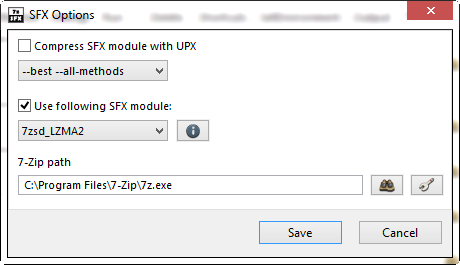 7z SFX
SFX Options
Compress SFX module with UPX
--best --all-methods
Use following SFX module:
7zsd_LZMA2
7-Zip path
C:\Program Files\7-Zip\7z.exe
Save
Cancel